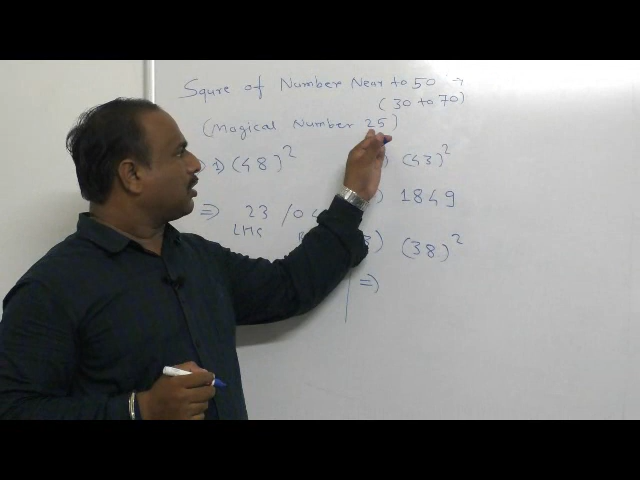 Squre of Number Near to 50 →
( 30 to 70)
(Magical Number 25)
1) (48)²
⇒ 23 / 0
LHS
) (43)²
) 1849
) (38.)²
⇒)